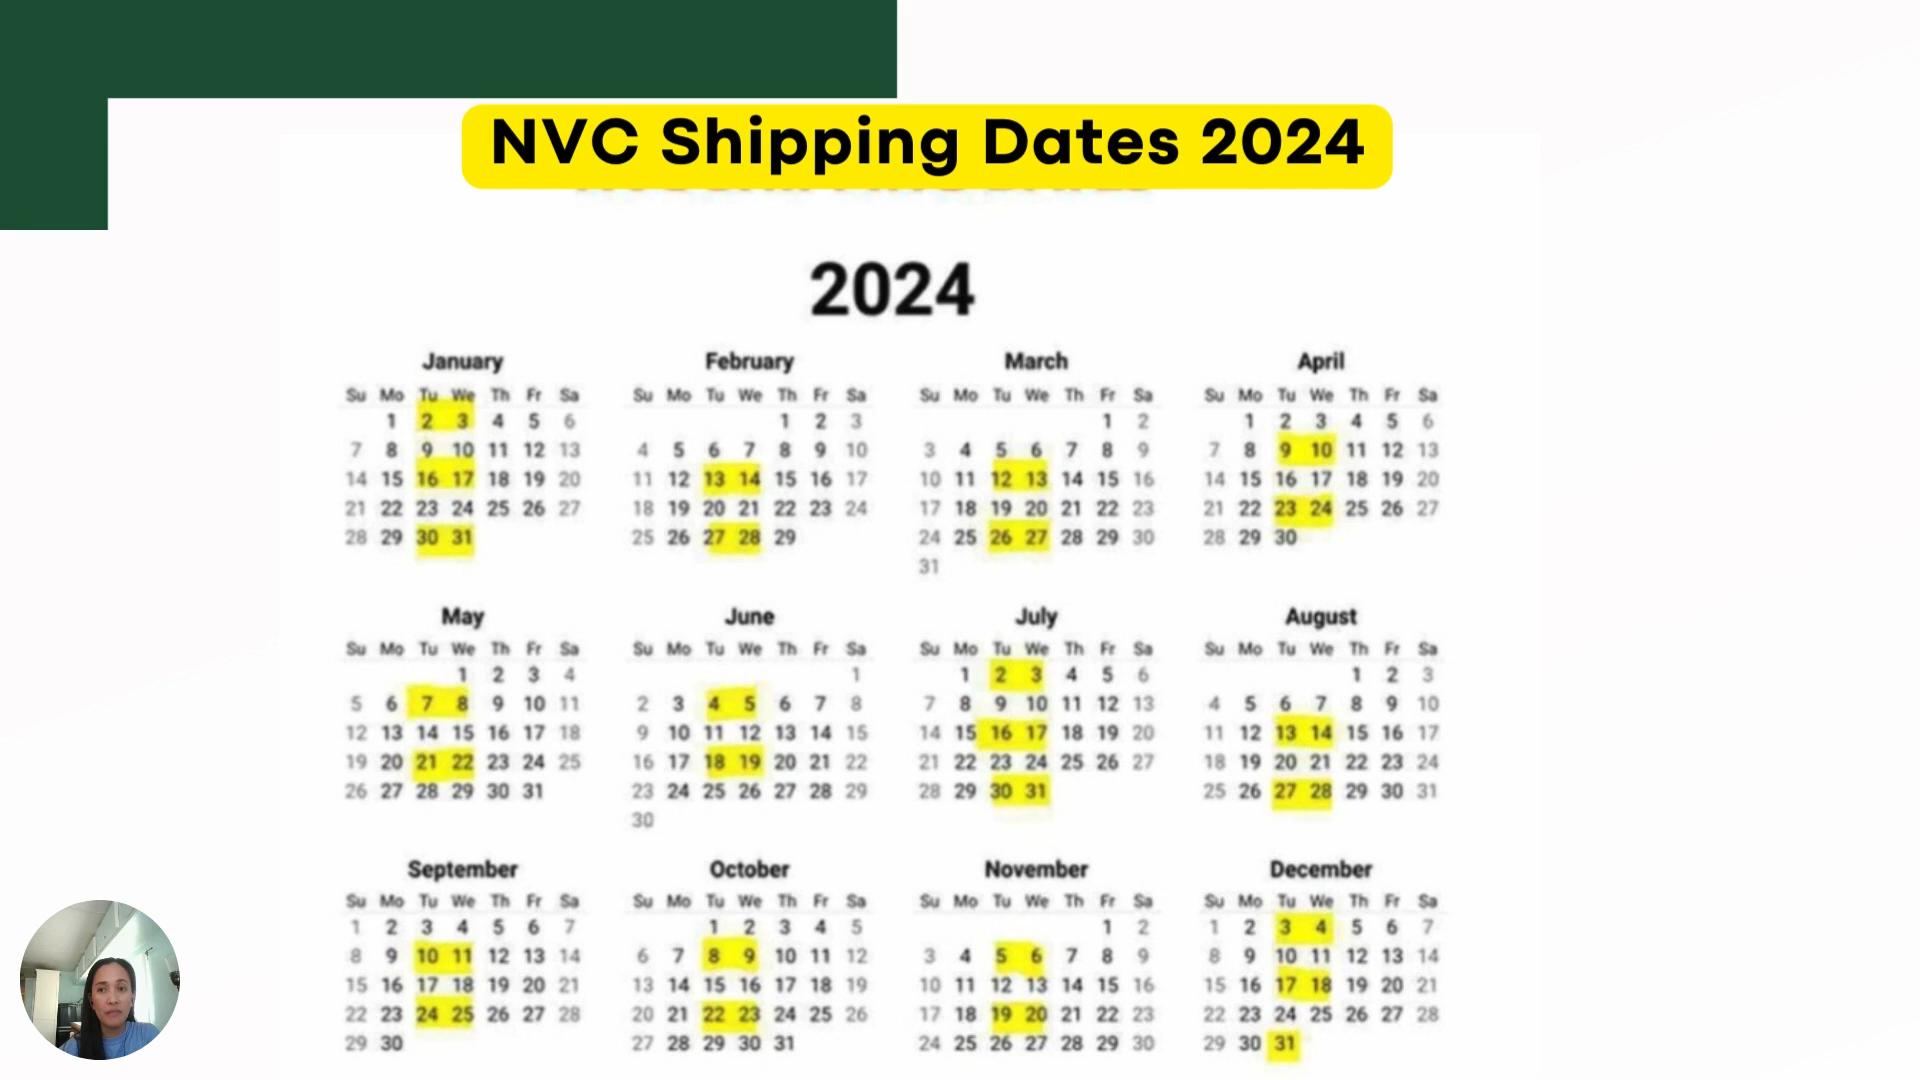 NVC Shipping Dates 2024
2024
January February March April
Su Mo Tu We Th Fr Sa Su Mo Tu We Th Fr Sa Su Mo Tu We Th Fr Sa Su Mo Tu We Th Fr Sa
1 2 3 4 5 6 1 2 3 1 2 1 2 3 4 5 6
7 8 9 10 11 12 13 4 5 6 7 8 9 10 3 4 5 6 7 8 9 7 8 9 10 11 12 13
14 15 16 17 18 19 20 11 12 13 14 15 16 17 10 11 12 13 14 15 16 14 15 16 17 18 19 20
21 22 23 24 25 26 27 18 19 20 21 22 23 24 17 18 19 20 21 22 23 21 22 23 24 25 26 27
28 29 30 31 25 26 27 28 29 24 25 26 27 28 29 30 28 29 30
31
May June July August
Su Mo Tu We Th Fr Sa Su Mo Tu We Th Fr Sa Su Mo Tu We Th Fr Sa Su Mo Tu We Th Fr Sa
1 2 3 4 1 1 2 3 4 5 6 1 2 3
5 6 7 8 9 10 11 2 3 4 5 6 7 8 7 8 9 10 11 12 13 4 5 6 7 8 9 10
12 13 14 15 16 17 18 9 10 11 12 13 14 15 14 15 16 17 18 19 20 11 12 13 14 15 16 17
19 20 21 22 23 24 25 16 17 18 19 20 21 22 21 22 23 24 25 26 27 18 19 20 21 22 23 24
26 27 28 29 30 31 23 24 25 26 27 28 29 28 29 30 31 25 26 27 28 29 30 31
30
September October November December
Su Mo Tu We Th Fr Sa Su Mo Tu We Th Fr Sa Su Mo Tu We Th Fr Sa Su Mo Tu We Th Fr Sa
1 2 3 4 5 6 7 1 2 3 4 5 1 2 1 2 3 4 5 6 7
8 9 10 11 12 13 14 6 7 8 9 10 11 12 3 4 5 6 7 8 9 8 9 10 11 12 13 14
15 16 17 18 19 20 21 13 14 15 16 17 18 19 10 11 12 13 14 15 16 15 16 17 18 19 20 21
22 23 24 25 26 27 28 20 21 22 23 24 25 26 17 18 19 20 21 22 23 22 23 24 25 26 27 28
29 30 27 28 29 30 31 24 25 26 27 28 29 30 29 30 31